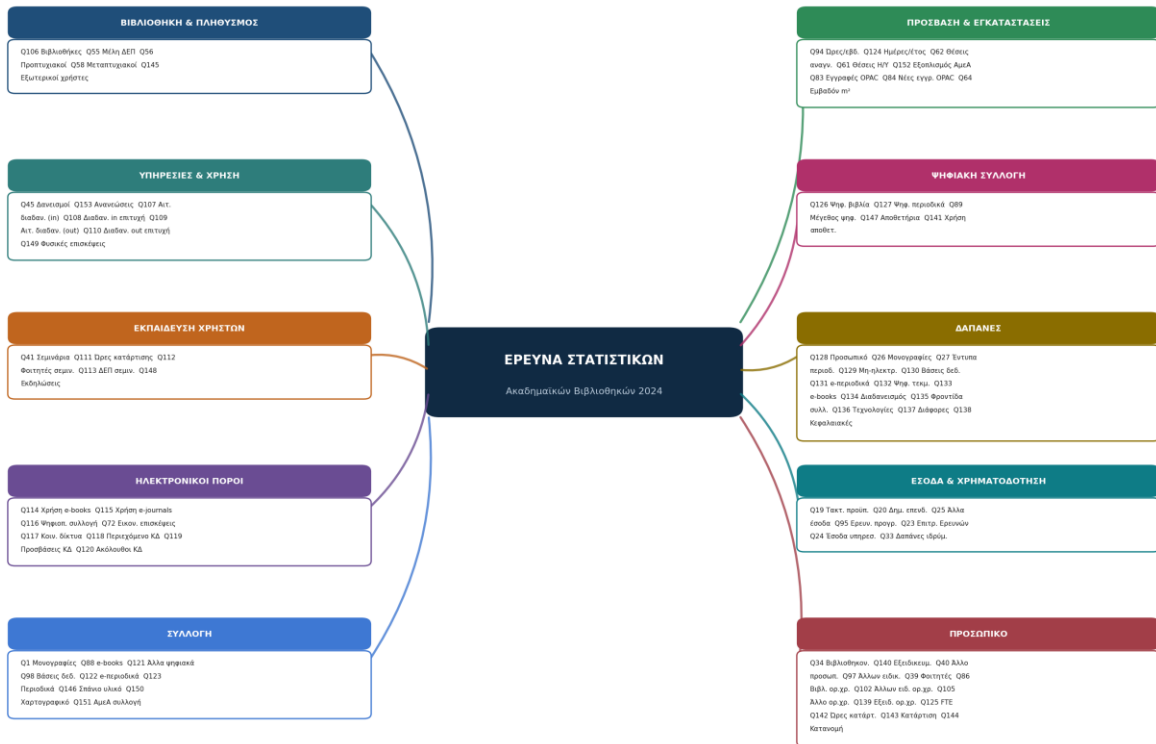 ΒΙΒΛΙΟΘΗΚΗ & ΠΛΗΘΥΣΜΟΣ
Q106 Βιβλιοθήκες  Q55 Μέλη ΔΕΠ  Q56
Προπτυχιακοί  Q58 Μεταπτυχιακοί  Q145
Εξωτερικοί χρήστες
ΥΠΗΡΕΣΙΕΣ & ΧΡΗΣΗ
Q45 Δανεισμοί  Q153 Ανανεώσεις  Q107 Αιτ.
διαδαν. (in)  Q108 Διαδαν. in επιτυχή  Q109
Αιτ. διαδαν. (out)  Q110 Διαδαν. out επιτυχή
Q149 Φυσικές επισκέψεις
ΕΚΠΑΙΔΕΥΣΗ ΧΡΗΣΤΩΝ
Q41 Σεμινάρια  Q111 Ώρες κατάρτισης  Q112
Φοιτητές σεμιν.  Q113 ΔΕΠ σεμιν.  Q148
Εκδηλώσεις
ΗΛΕΚΤΡΟΝΙΚΟΙ ΠΟΡΟΙ
Q114 Χρήση e-books  Q115 Χρήση e-journals
Q116 Ψηφιοπ. συλλογή  Q72 Εικον. επισκέψεις
Q117 Κοιν. δίκτυα  Q118 Περιεχόμενο ΚΔ  Q119
Προσβάσεις ΚΔ  Q120 Ακόλουθοι ΚΔ
ΣΥΛΛΟΓΗ
Q1 Μονογραφίες  Q88 e-books  Q121 Άλλα ψηφιακά
Q98 Βάσεις δεδ.  Q122 e-περιοδικά  Q123
Περιοδικά  Q146 Σπάνιο υλικό  Q150
Χαρτογραφικό  Q151 ΑμεΑ συλλογή
ΕΡΕΥΝΑ ΣΤΑΤΙΣΤΙΚΩΝ
Ακαδημαϊκών Βιβλιοθηκών 2024
ΠΡΟΣΒΑΣΗ & ΕΓΚΑΤΑΣΤΑΣΕΙΣ
Q94 Ώρες/εβδ.  Q124 Ημέρες/έτος  Q62 Θέσεις
αναγν.  Q61 Θέσεις Η/Υ  Q152 Εξοπλισμός ΑμεΑ
Q83 Εγγραφές OPAC  Q84 Νέες εγγρ. OPAC  Q64
Εμβαδόν m²
ΨΗΦΙΑΚΗ ΣΥΛΛΟΓΗ
Q126 Ψηφ. βιβλία  Q127 Ψηφ. περιοδικά  Q89
Μέγεθος ψηφ.  Q147 Αποθετήρια  Q141 Χρήση
αποθετ.
ΔΑΠΑΝΕΣ
Q128 Προσωπικό  Q26 Μονογραφίες  Q27 Έντυπα
περιοδ.  Q129 Μη-ηλεκτρ.  Q130 Βάσεις δεδ.
Q131 e-περιοδικά  Q132 Ψηφ. τεκμ.  Q133
e-books  Q134 Διαδανεισμός  Q135 Φροντίδα
συλλ.  Q136 Τεχνολογίες  Q137 Διάφορες  Q138
Κεφαλαιακές
ΕΣΟΔΑ & ΧΡΗΜΑΤΟΔΟΤΗΣΗ
Q19 Τακτ. προϋπ.  Q20 Δημ. επενδ.  Q25 Άλλα
έσοδα  Q95 Ερευν. προγρ.  Q23 Επιτρ. Ερευνών
Q24 Έσοδα υπηρεσ.  Q33 Δαπάνες ιδρύμ.
ΠΡΟΣΩΠΙΚΟ
Q34 Βιβλιοθηκον.  Q140 Εξειδικευμ.  Q40 Άλλο
προσωπ.  Q97 Άλλων ειδικ.  Q39 Φοιτητές  Q86
Βιβλ. ορ.χρ.  Q102 Άλλων ειδ. ορ.χρ.  Q105
Άλλο ορ.χρ.  Q139 Εξειδ. ορ.χρ.  Q125 FTE
Q142 Ώρες κατάρτ.  Q143 Κατάρτιση  Q144
Κατανομή